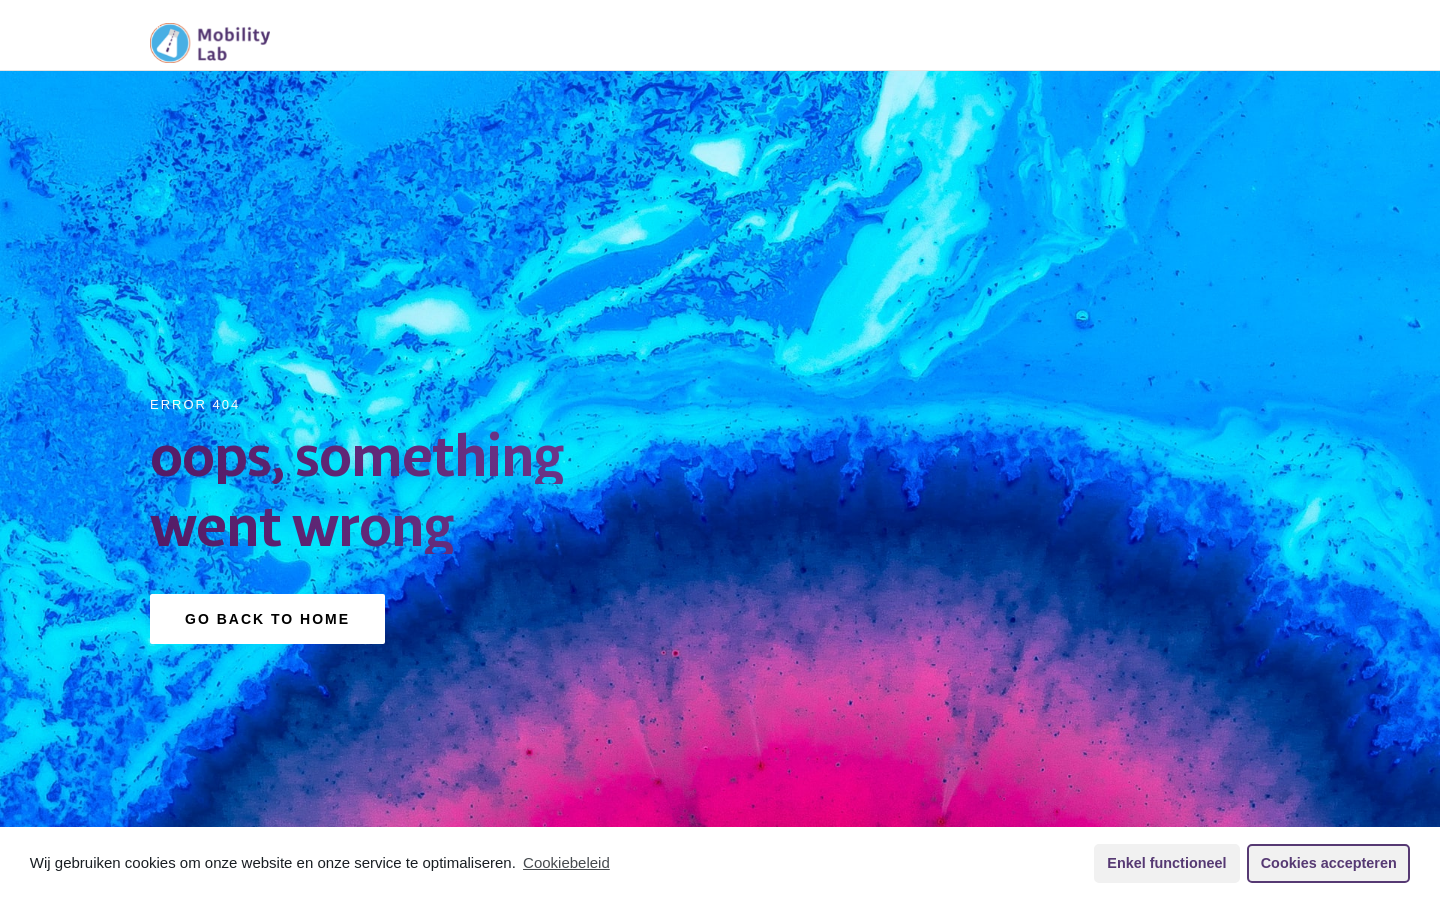 Mobility
Lab
ERROR 404
oops, something
went wrong
GO BACK TO HOME
Wij gebruiken cookies om onze website en onze service te optimaliseren. Cookiebeleid
Enkel functioneel
Cookies accepteren